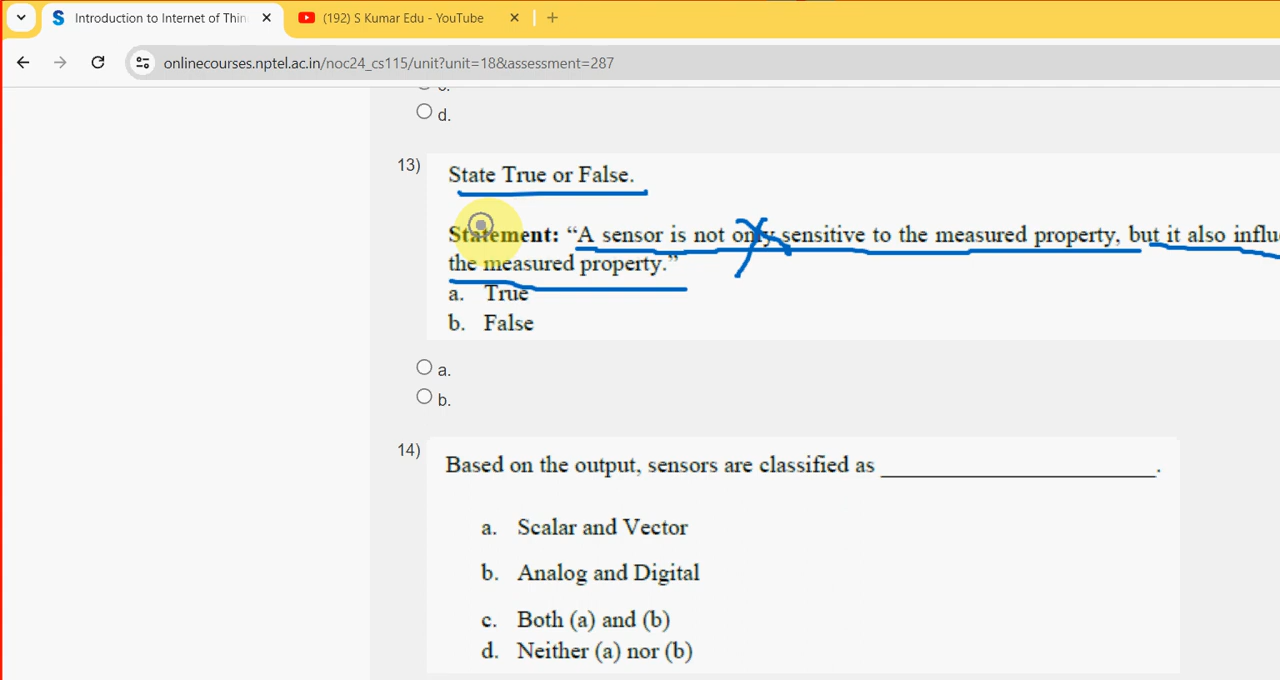 Introduction to Internet of Thin
(192) S Kumar Edu - YouTube
onlinecourses.nptel.ac.in/noc24_cs115/unit?unit=18&assessment=287
d.
13)
State True or False.
Statement: “A sensor is not only sensitive to the measured property, but it also influ
the measured property.”
a. True
b. False
a.
b.
14)
Based on the output, sensors are classified as ____________________.
a. Scalar and Vector
b. Analog and Digital
c. Both (a) and (b)
d. Neither (a) nor (b)